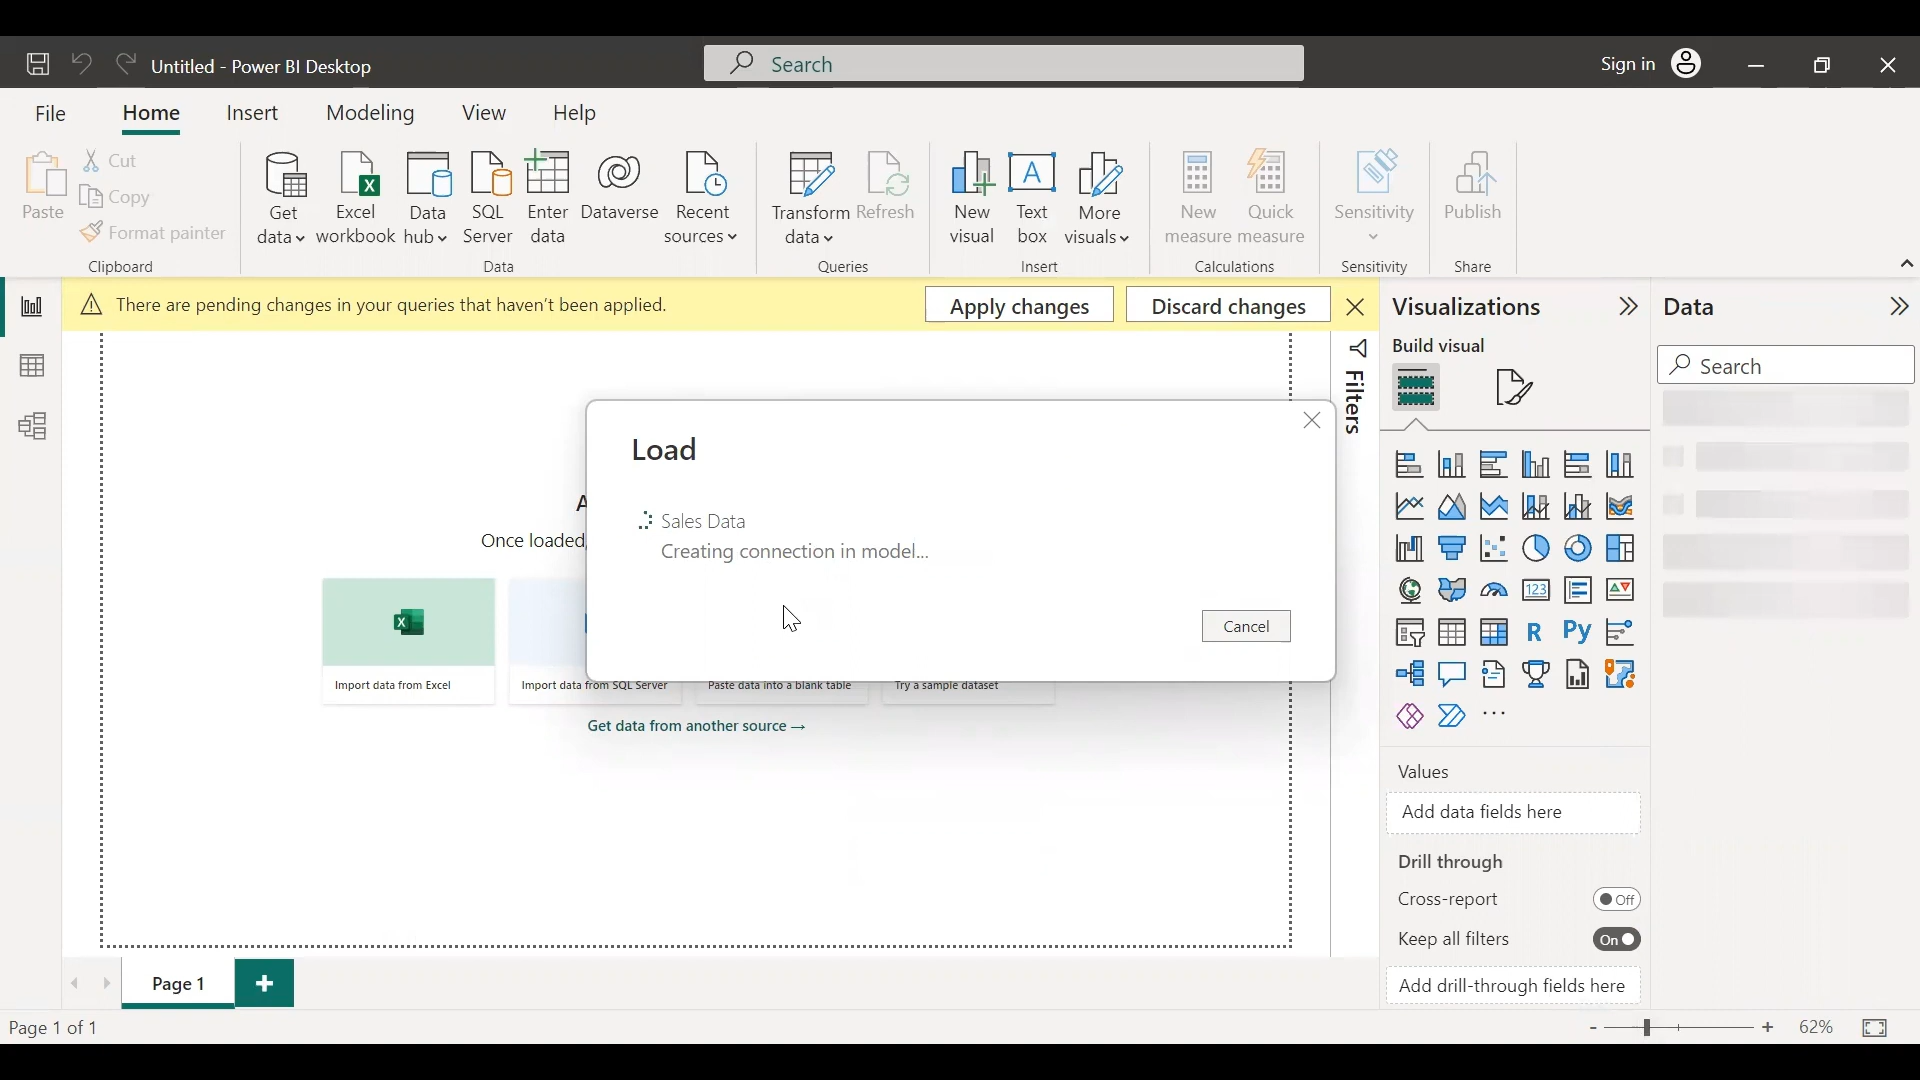 Untitled - Power BI Desktop
Search
Sign in
File Home Insert Modeling View Help
Paste
Cut
Copy
Format painter
Clipboard
Get data
Excel workbook
Data hub
SQL Server
Enter data
Dataverse
Recent sources
Data
Transform data
Refresh
Queries
New visual
Text box
More visuals
Insert
New measure
Quick measure
Calculations
Sensitivity
Sensitivity
Publish
Share
There are pending changes in your queries that haven't been applied.
Apply changes
Discard changes
Filters
Load
Sales Data
Creating connection in model...
Cancel
A
Once loaded,
Import data from Excel
Import data from SQL Server
Paste data into a blank table
Try a sample dataset
Get data from another source →
Visualizations
Build visual
123
R
Py
Values
Add data fields here
Drill through
Cross-report
Off
Keep all filters
On
Add drill-through fields here
Data
Search
Page 1
Page 1 of 1
- + 62%